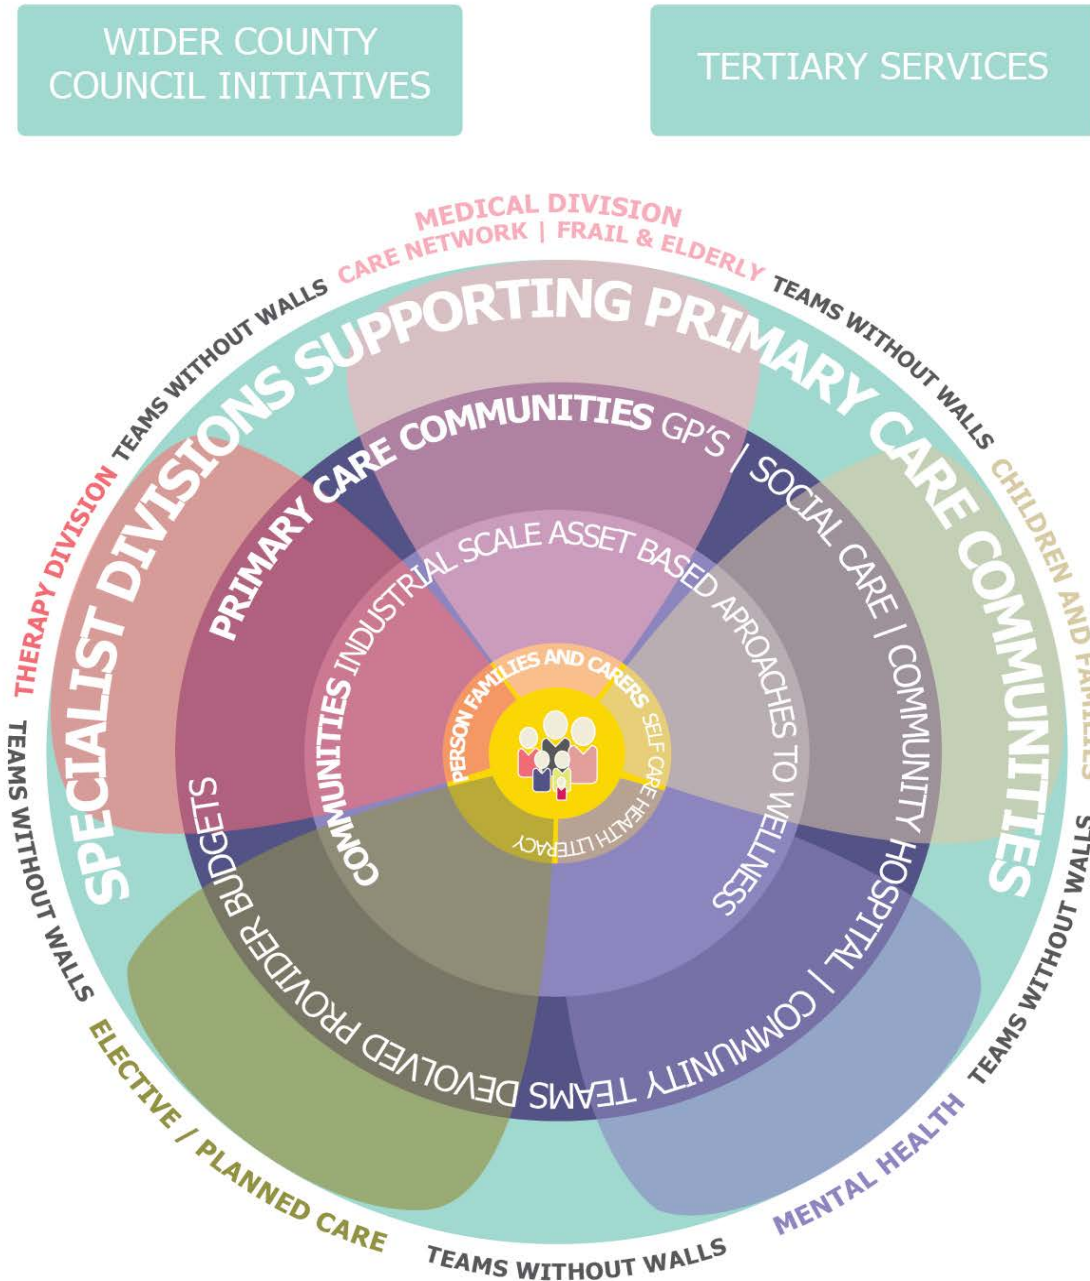 WIDER COUNTY
COUNCIL INITIATIVES
TERTIARY SERVICES
MEDICAL DIVISION
CARE NETWORK | FRAIL & ELDERLY
TEAMS WITHOUT WALLS
CHILDREN AND FAMILIES
TEAMS WITHOUT WALLS
MENTAL HEALTH
TEAMS WITHOUT WALLS
ELECTIVE / PLANNED CARE
TEAMS WITHOUT WALLS
THERAPY DIVISION
TEAMS WITHOUT WALLS
SPECIALIST DIVISIONS SUPPORTING PRIMARY CARE COMMUNITIES
PRIMARY CARE COMMUNITIES GP'S | SOCIAL CARE | COMMUNITY HOSPITAL | COMMUNITY TEAMS DEVOLVED PROVIDER BUDGETS
COMMUNITIES INDUSTRIAL SCALE ASSET BASED APROACHES TO WELLNESS
PERSON FAMILIES AND CARERS SELF CARE HEALTH LITERACY